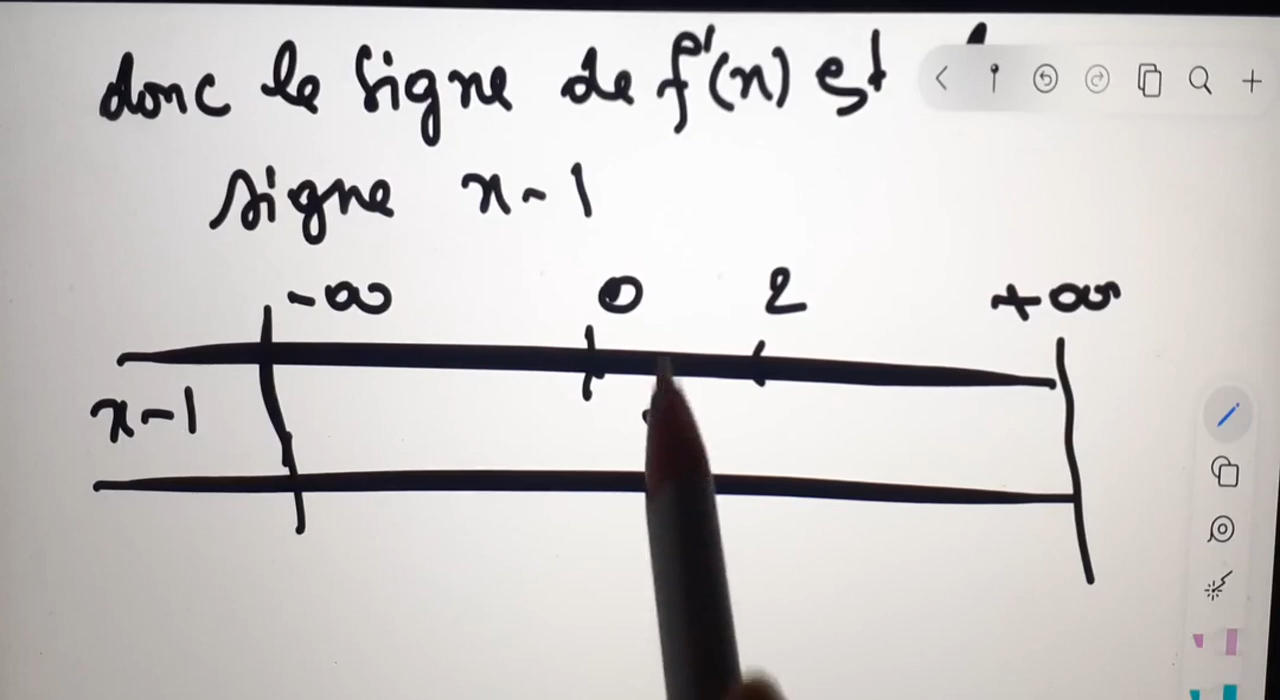 donc le signe de f'(x) est
signe x-1
-∞ 0 2 +∞
x-1